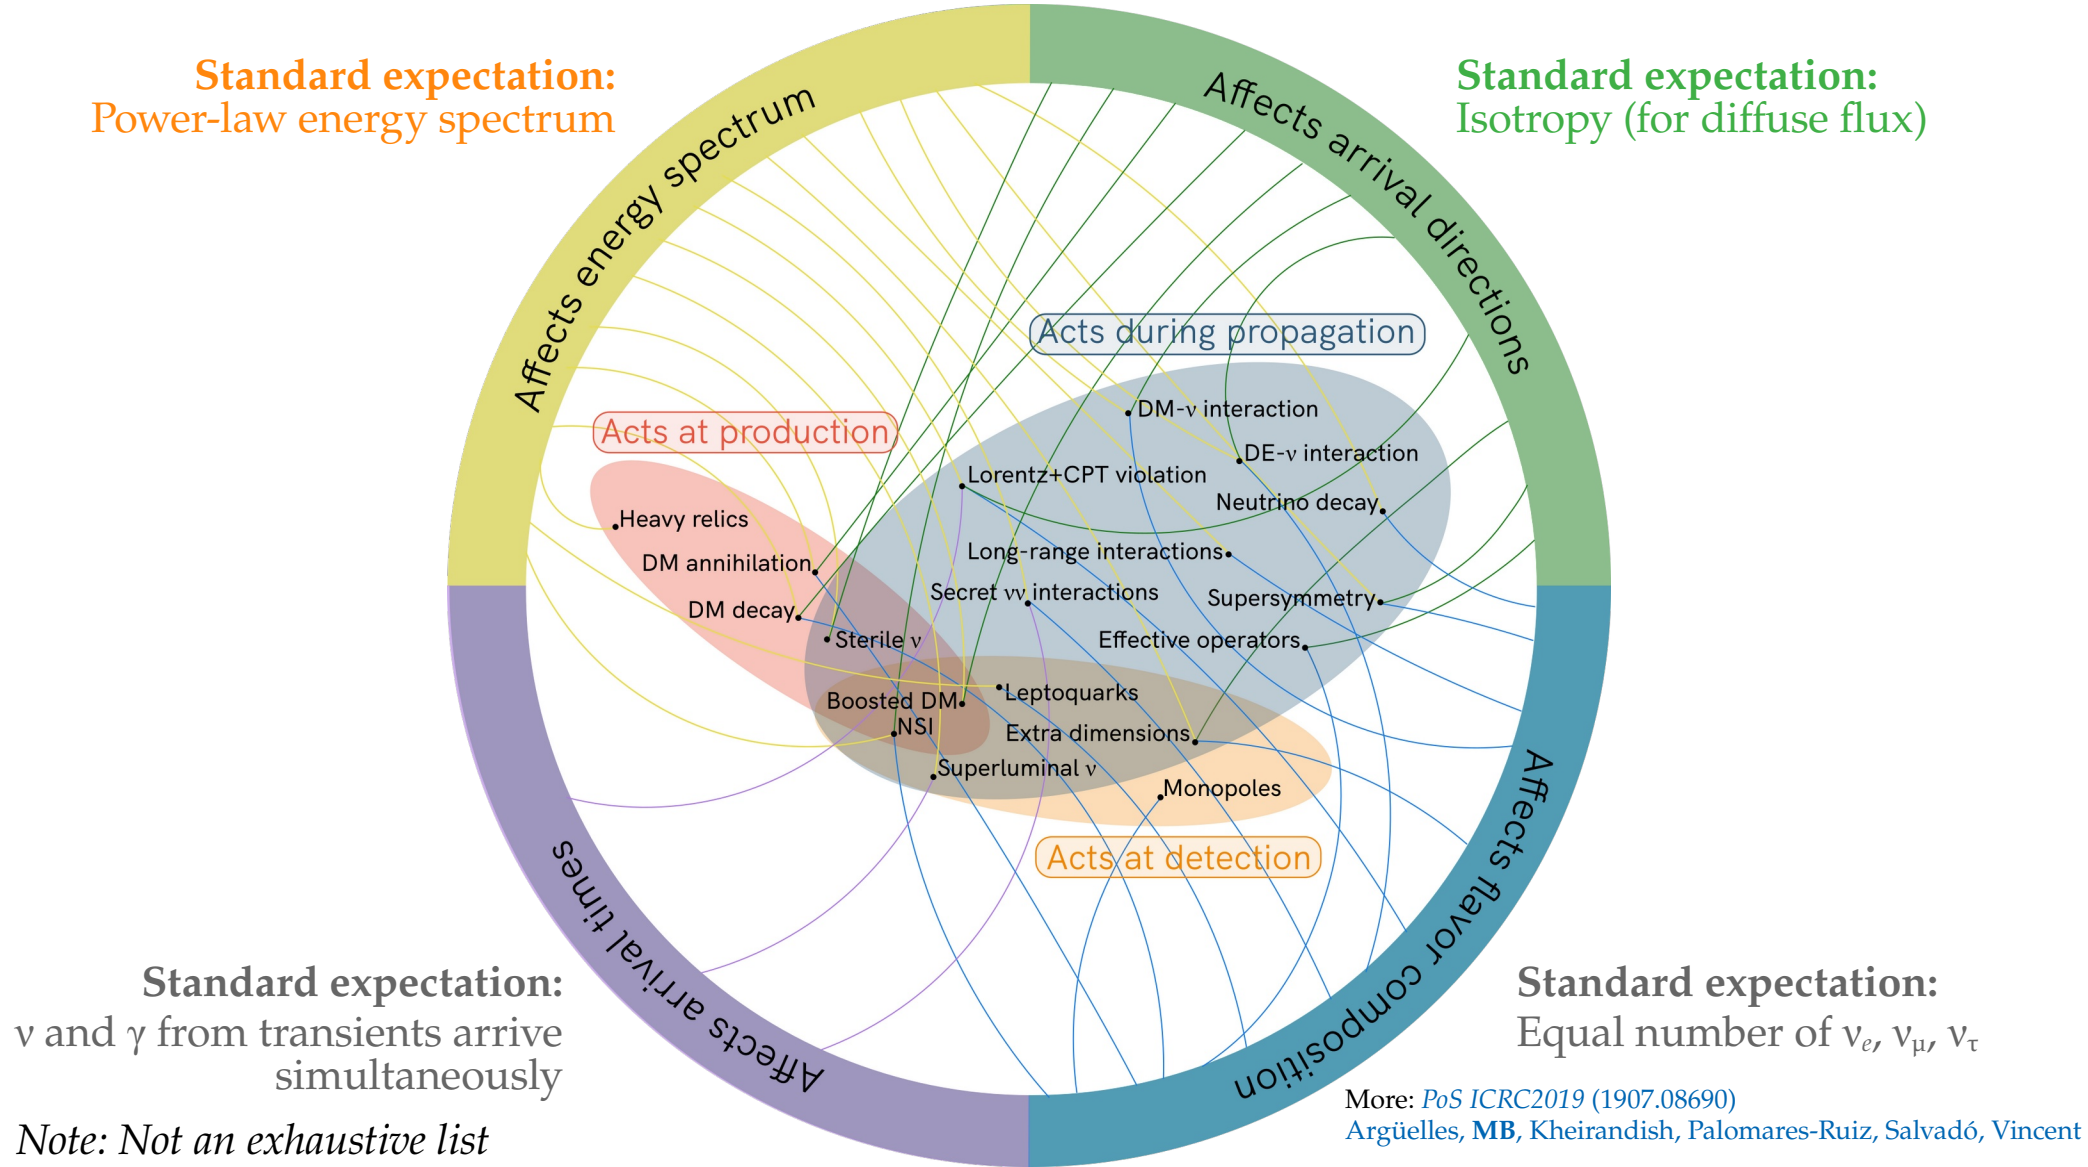 Standard expectation:
Power-law energy spectrum
Standard expectation:
Isotropy (for diffuse flux)
Affects energy spectrum
Affects arrival directions
Acts during propagation
Acts at production
DM-ν interaction
DE-ν interaction
Lorentz+CPT violation
Neutrino decay
Heavy relics
Long-range interactions
DM annihilation
Secret νν interactions
Supersymmetry
DM decay
Sterile ν
Effective operators
Leptoquarks
Boosted DM
NSI
Extra dimensions
Superluminal ν
Monopoles
Acts at detection
Affects arrival times
Affects flavor composition
Standard expectation:
ν and γ from transients arrive
simultaneously
Note: Not an exhaustive list
Standard expectation:
Equal number of νe, νμ, ντ
More: PoS ICRC2019 (1907.08690)
Argüelles, MB, Kheirandish, Palomares-Ruiz, Salvadó, Vincent